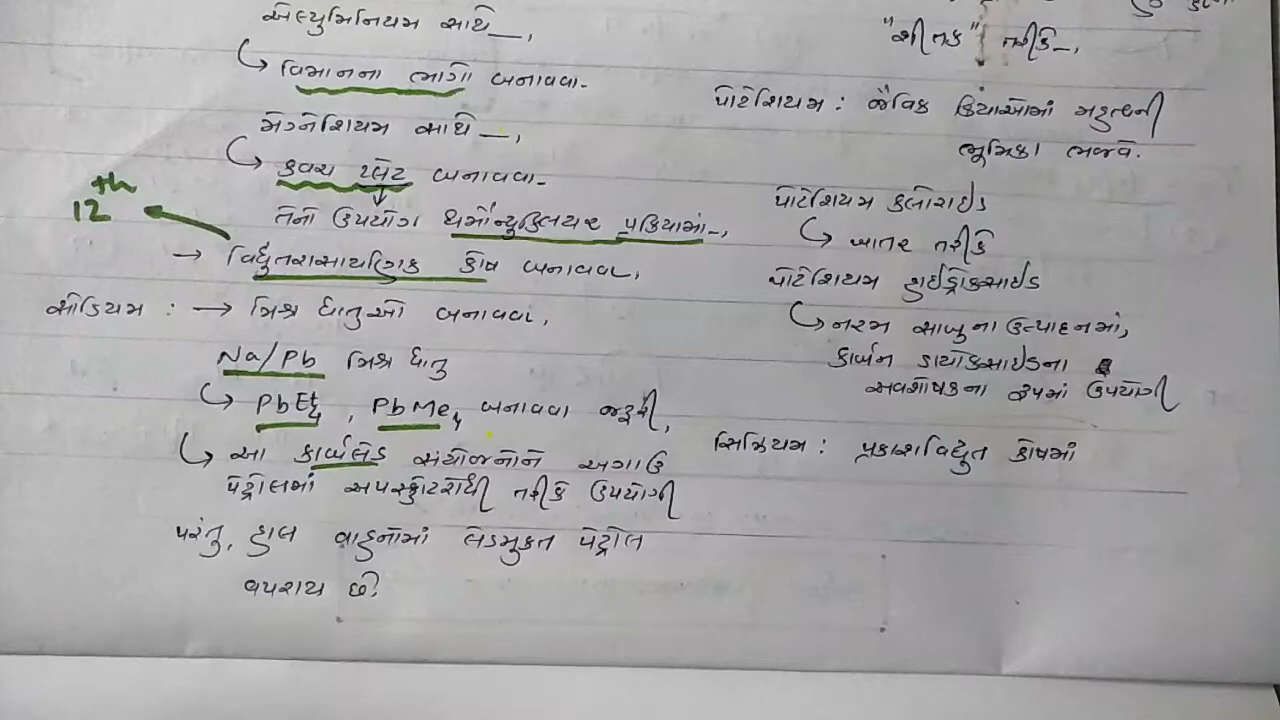 એલ્યુમિનિયમ સાથે _,
વિમાનના ભાગો બનાવવા-
મેગ્નેશિયમ સાથે _,
કવચ પ્લેટ બનાવવા-
તેનો ઉપયોગ થર્મોન્યુક્લિયર પ્રક્રિયામાં-,
12th
→ વિદ્યુતરાસાયણિક કોષ બનાવવા,
સોડિયમ : → મિશ્ર ધાતુઓ બનાવવા,
Na/Pb મિશ્ર ધાતુ
PbEt4 , PbMe4 બનાવવા જરૂરી,
આ કાર્બલેડ સંયોજનોને અગાઉ
પેટ્રોલમાં અપસ્ફોટરોધી તરીકે ઉપયોગી
પરંતુ, હાલ વાહનોમાં લેડમુક્ત પેટ્રોલ
વપરાય છે.
"શીતક" તરીકે-,
પોટેશિયમ : જૈવિક ક્રિયાઓમાં મહત્વની
ભૂમિકા ભજવે.
પોટેશિયમ ક્લોરાઇડ
ખાતર તરીકે
પોટેશિયમ હાઇડ્રોક્સાઇડ
નરમ સાબુના ઉત્પાદનમાં,
કાર્બન ડાયોક્સાઇડના
અવશોષકના રૂપમાં ઉપયોગી
સિઝિયમ : પ્રકાશવિદ્યુત કોષમાં